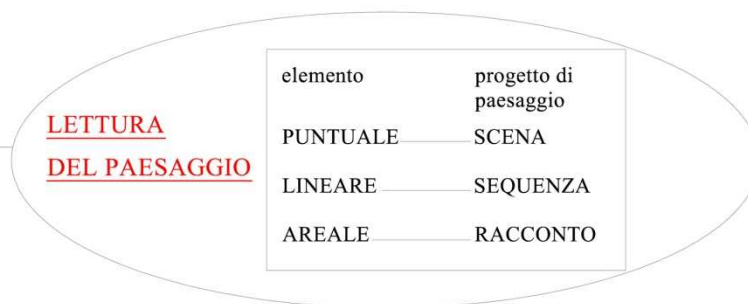 LETTURA
DEL PAESAGGIO
elemento progetto di
paesaggio
PUNTUALE SCENA
LINEARE SEQUENZA
AREALE RACCONTO